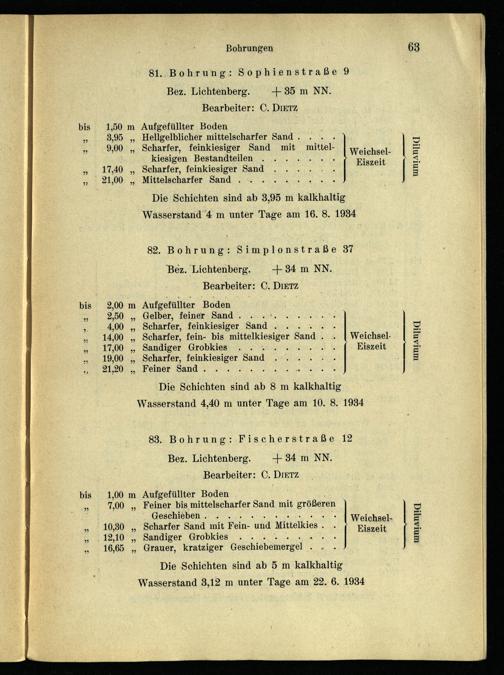 Bohrungen 63
81. Bohrung: Sophienstraße 9
Bez. Lichtenberg. + 35 m NN.
Bearbeiter: C. DIETZ
bis 1,50 m Aufgefüllter Boden
„ 3,95 „ Hellgelblicher mittelscharfer Sand . . . .
„ 9,00 „ Scharfer, feinkiesiger Sand mit mittel-
kiesigen Bestandteilen . . . . . . .
„ 17,40 „ Scharfer, feinkiesiger Sand . . . . . .
„ 21,00 „ Mittelscharfer Sand . . . . . . . . .
Weichsel-
Eiszeit
Diluvium
Die Schichten sind ab 3,95 m kalkhaltig
Wasserstand 4 m unter Tage am 16. 8. 1934
82. Bohrung: Simplonstraße 37
Bez. Lichtenberg. + 34 m NN.
Bearbeiter: C. DIETZ
bis 2,00 m Aufgefüllter Boden
„ 2,50 „ Gelber, feiner Sand . . . . . . . . .
„ 4,00 „ Scharfer, feinkiesiger Sand . . . . . .
„ 14,00 „ Scharfer, fein- bis mittelkiesiger Sand . .
„ 17,00 „ Sandiger Grobkies . . . . . . . . .
„ 19,00 „ Scharfer, feinkiesiger Sand . . . . . .
„ 21,20 „ Feiner Sand . . . . . . . . . . . .
Weichsel-
Eiszeit
Diluvium
Die Schichten sind ab 8 m kalkhaltig
Wasserstand 4,40 m unter Tage am 10. 8. 1934
83. Bohrung: Fischerstraße 12
Bez. Lichtenberg. + 34 m NN.
Bearbeiter: C. DIETZ
bis 1,00 m Aufgefüllter Boden
„ 7,00 „ Feiner bis mittelscharfer Sand mit größeren
Geschieben . . . . . . . . . . . .
„ 10,30 „ Scharfer Sand mit Fein- und Mittelkies . .
„ 12,10 „ Sandiger Grobkies . . . . . . . . .
„ 16,65 „ Grauer, kratziger Geschiebemergel . . .
Weichsel-
Eiszeit
Diluvium
Die Schichten sind ab 5 m kalkhaltig
Wasserstand 3,12 m unter Tage am 22. 6. 1934